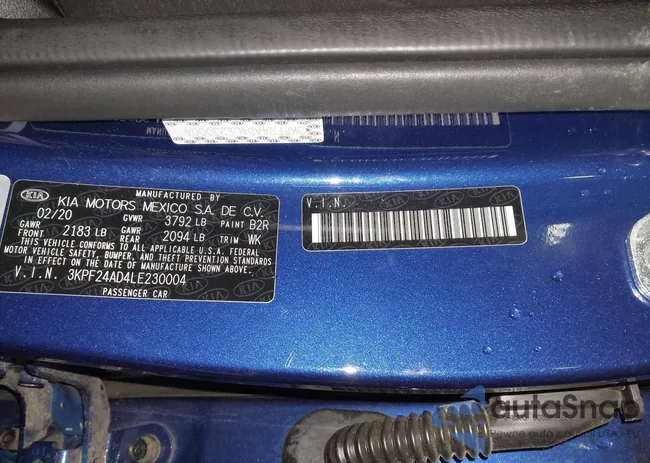 MANUFACTURED BY
KIA KIA MOTORS MEXICO S.A. DE C.V.
02/20 GVWR 3792 LB PAINT B2R
GAWR FRONT 2183 LB GAWR REAR 2094 LB TRIM WK
THIS VEHICLE CONFORMS TO ALL APPLICABLE U.S.A. FEDERAL
MOTOR VEHICLE SAFETY, BUMPER, AND THEFT PREVENTION STANDARDS
IN EFFECT ON THE DATE OF MANUFACTURE SHOWN ABOVE.
V.I.N. 3KPF24AD4LE230004
PASSENGER CAR
V.I.N.
autaSnap